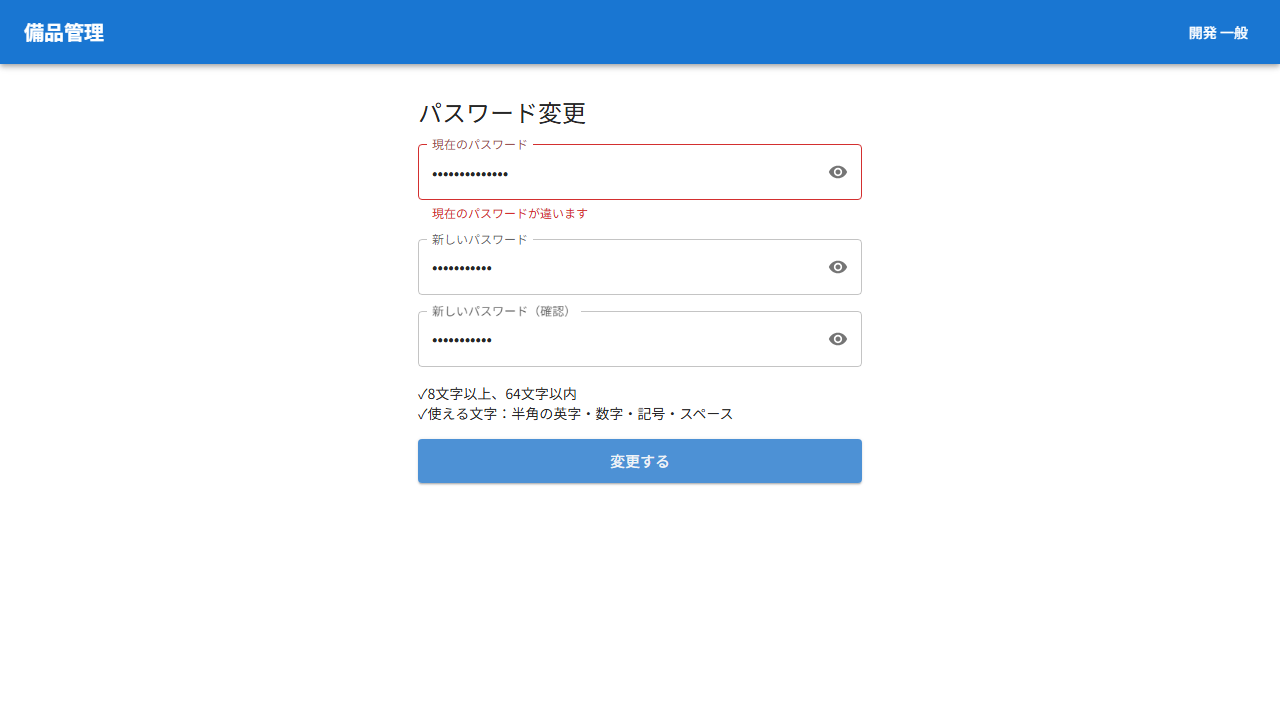 備品管理
開発 一般
パスワード変更
現在のパスワード
••••••••••••••
現在のパスワードが違います
新しいパスワード
•••••••••••
新しいパスワード（確認）
•••••••••••
✓8文字以上、64文字以内
✓使える文字：半角の英字・数字・記号・スペース
変更する